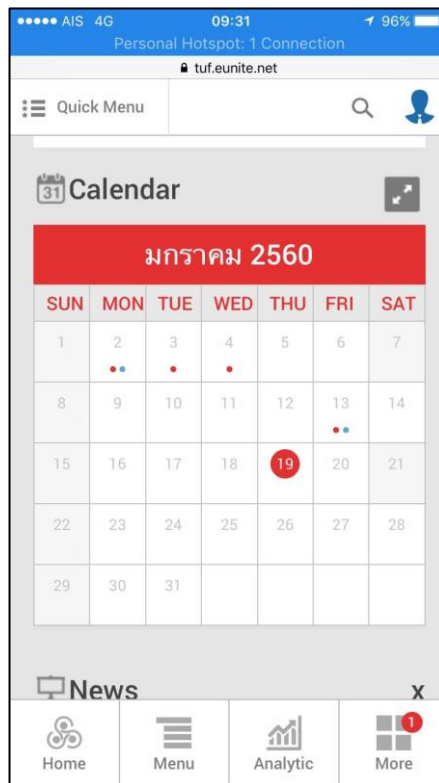 AIS 4G 09:31 96%
Personal Hotspot: 1 Connection
tuf.eunite.net
Quick Menu
31 Calendar
มกราคม 2560
SUN MON TUE WED THU FRI SAT
1 2 3 4 5 6 7
8 9 10 11 12 13 14
15 16 17 18 19 20 21
22 23 24 25 26 27 28
29 30 31
News X
1
Home Menu Analytic More